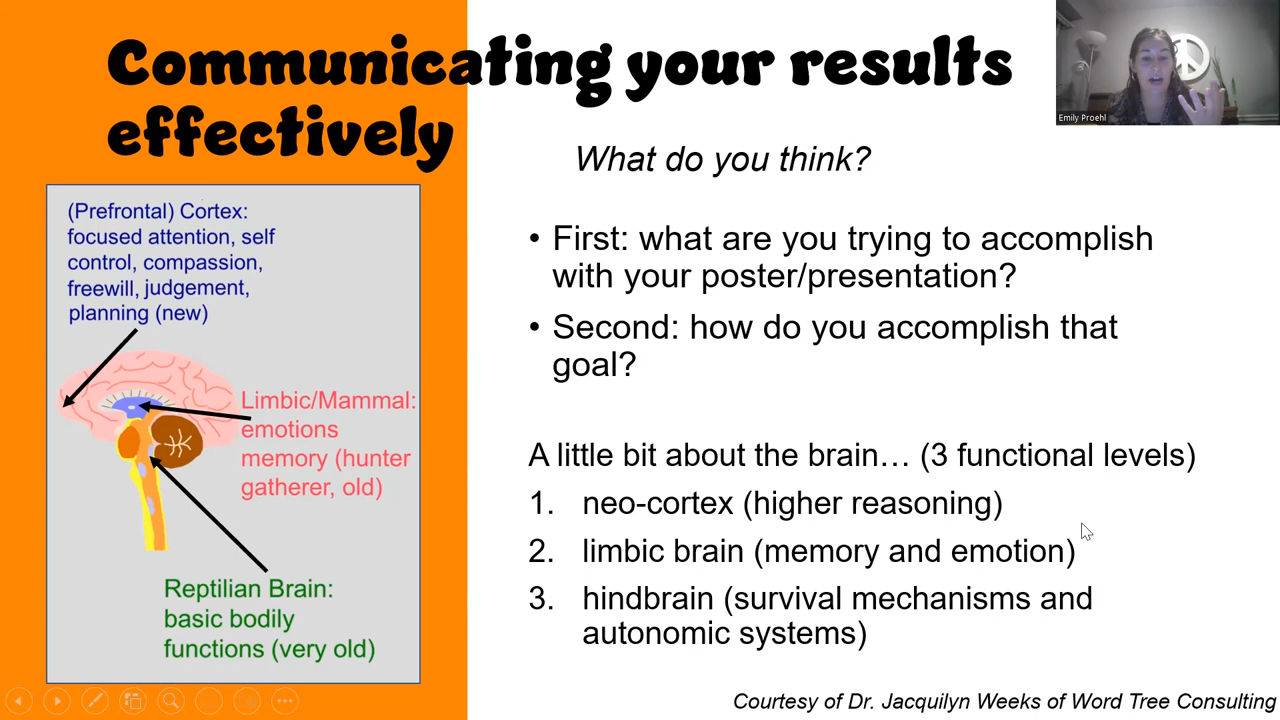 Communicating your results
effectively
Emily Proehl
What do you think?
(Prefrontal) Cortex:
focused attention, self
control, compassion,
freewill, judgement,
planning (new)
Limbic/Mammal:
emotions
memory (hunter
gatherer, old)
Reptilian Brain:
basic bodily
functions (very old)
• First: what are you trying to accomplish
with your poster/presentation?
• Second: how do you accomplish that
goal?
A little bit about the brain… (3 functional levels)
1. neo-cortex (higher reasoning)
2. limbic brain (memory and emotion)
3. hindbrain (survival mechanisms and
autonomic systems)
Courtesy of Dr. Jacquilyn Weeks of Word Tree Consulting